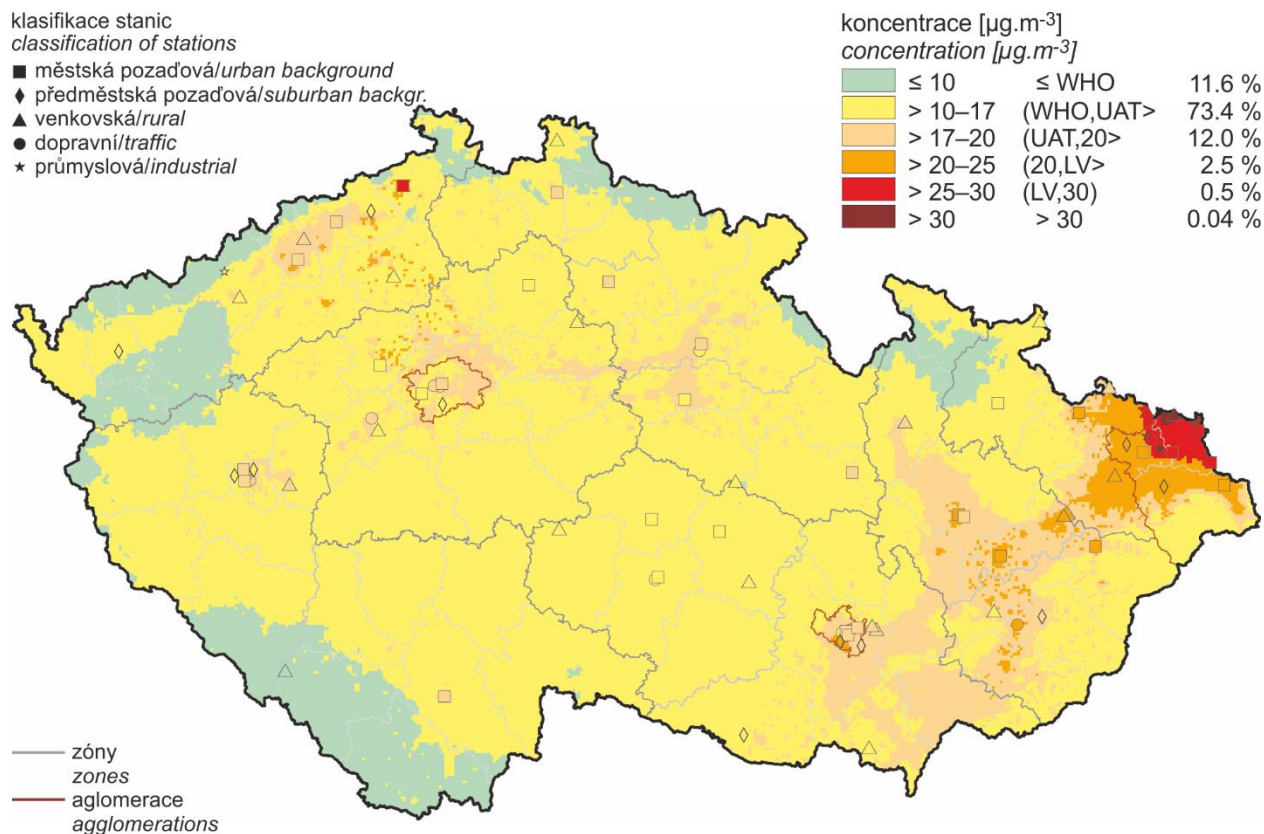 klasifikace stanic
classification of stations
městská pozaďová/urban background
předměstská pozaďová/suburban backgr.
venkovská/rural
dopravní/traffic
průmyslová/industrial
koncentrace [µg.m-3]
concentration [µg.m-3]
≤ 10 ≤ WHO 11.6 %
> 10–17 (WHO,UAT> 73.4 %
> 17–20 (UAT,20> 12.0 %
> 20–25 (20,LV> 2.5 %
> 25–30 (LV,30) 0.5 %
> 30 > 30 0.04 %
zóny
zones
aglomerace
agglomerations